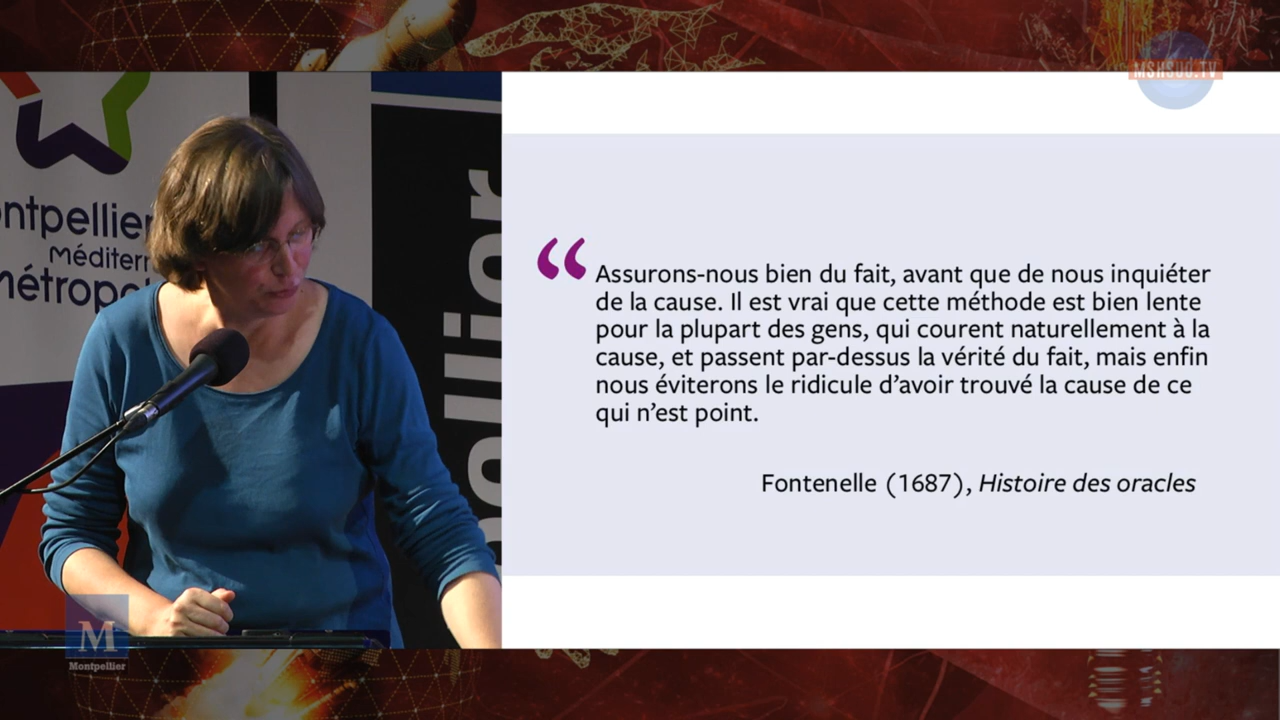 MSHSUD.TV
ontpellier
méditerr
métropol
pellier
“
Assurons-nous bien du fait, avant que de nous inquiéter
de la cause. Il est vrai que cette méthode est bien lente
pour la plupart des gens, qui courent naturellement à la
cause, et passent par-dessus la vérité du fait, mais enfin
nous éviterons le ridicule d’avoir trouvé la cause de ce
qui n’est point.
Fontenelle (1687), Histoire des oracles
M
Montpellier